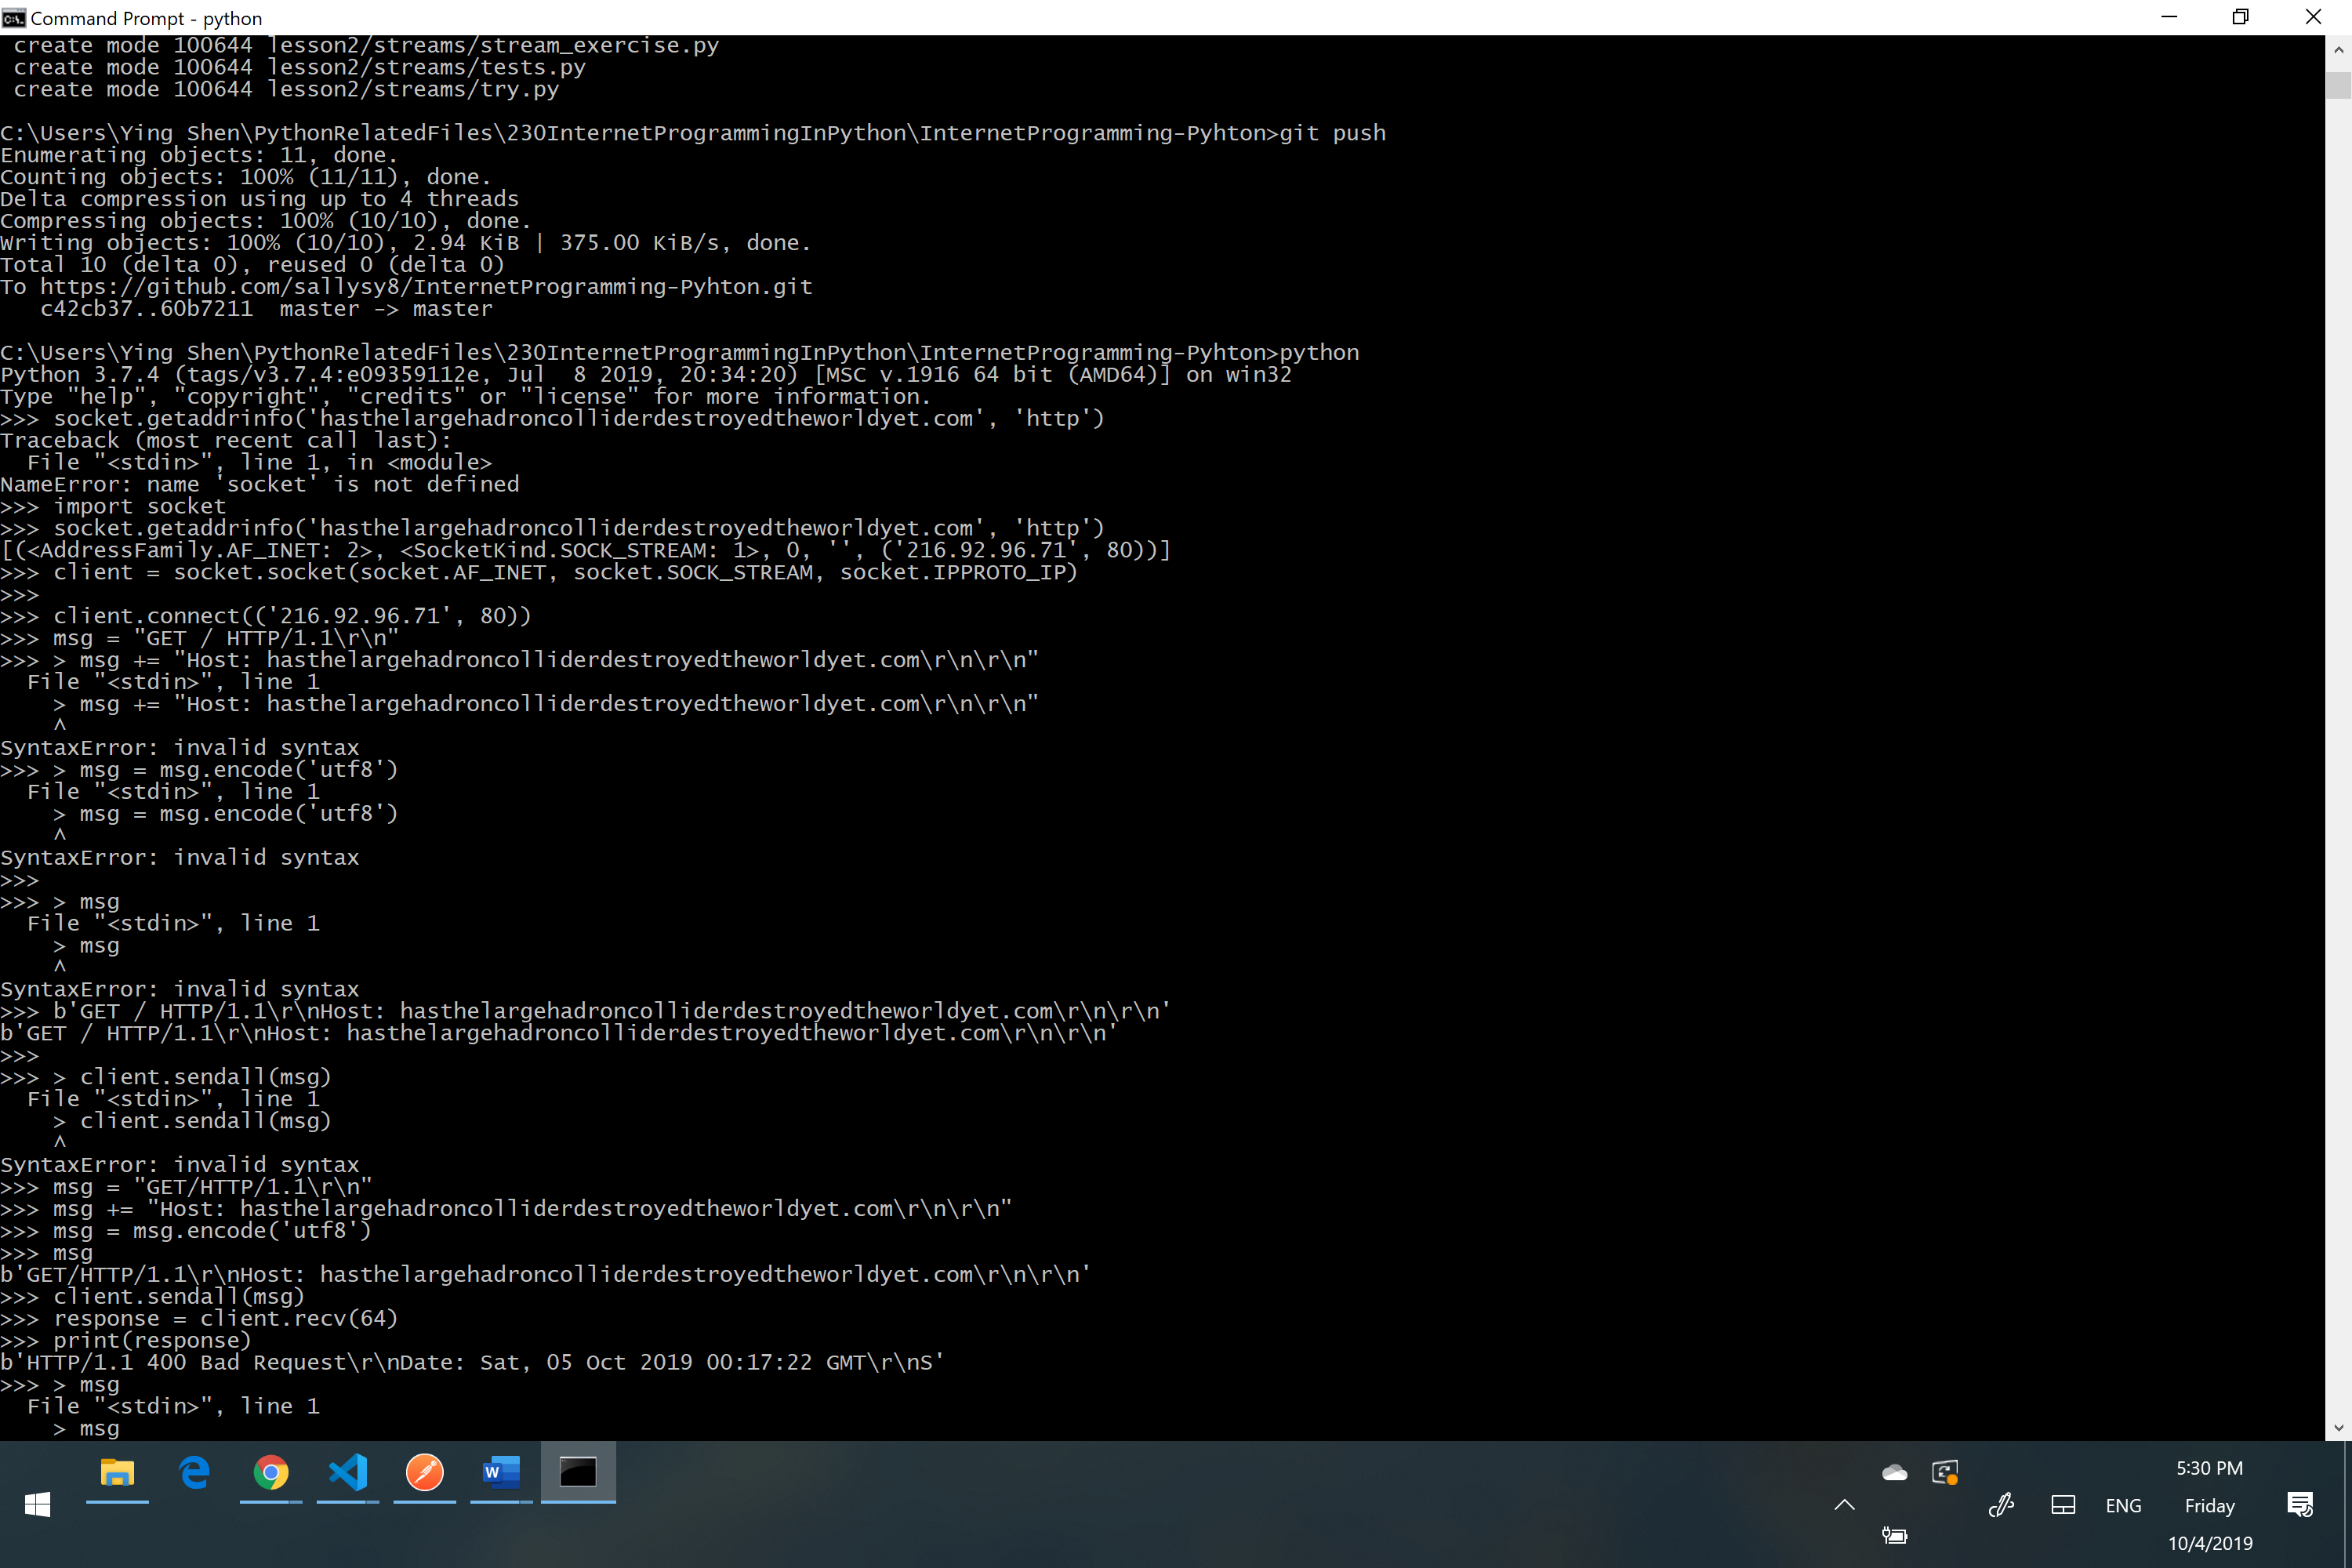 Command Prompt - python
 create mode 100644 lesson2/streams/stream_exercise.py
 create mode 100644 lesson2/streams/tests.py
 create mode 100644 lesson2/streams/try.py
C:\Users\Ying Shen\PythonRelatedFiles\230InternetProgrammingInPython\InternetProgramming-Pyhton>git push
Enumerating objects: 11, done.
Counting objects: 100% (11/11), done.
Delta compression using up to 4 threads
Compressing objects: 100% (10/10), done.
Writing objects: 100% (10/10), 2.94 KiB | 375.00 KiB/s, done.
Total 10 (delta 0), reused 0 (delta 0)
To https://github.com/sallysy8/InternetProgramming-Pyhton.git
   c42cb37..60b7211  master -> master
C:\Users\Ying Shen\PythonRelatedFiles\230InternetProgrammingInPython\InternetProgramming-Pyhton>python
Python 3.7.4 (tags/v3.7.4:e09359112e, Jul  8 2019, 20:34:20) [MSC v.1916 64 bit (AMD64)] on win32
Type "help", "copyright", "credits" or "license" for more information.
>>> socket.getaddrinfo('hasthelargehadroncolliderdestroyedtheworldyet.com', 'http')
Traceback (most recent call last):
  File "<stdin>", line 1, in <module>
NameError: name 'socket' is not defined
>>> import socket
>>> socket.getaddrinfo('hasthelargehadroncolliderdestroyedtheworldyet.com', 'http')
[(<AddressFamily.AF_INET: 2>, <SocketKind.SOCK_STREAM: 1>, 0, '', ('216.92.96.71', 80))]
>>> client = socket.socket(socket.AF_INET, socket.SOCK_STREAM, socket.IPPROTO_IP)
>>>
>>> client.connect(('216.92.96.71', 80))
>>> msg = "GET / HTTP/1.1\r\n"
>>> > msg += "Host: hasthelargehadroncolliderdestroyedtheworldyet.com\r\n\r\n"
  File "<stdin>", line 1
    > msg += "Host: hasthelargehadroncolliderdestroyedtheworldyet.com\r\n\r\n"
    ^
SyntaxError: invalid syntax
>>> > msg = msg.encode('utf8')
  File "<stdin>", line 1
    > msg = msg.encode('utf8')
    ^
SyntaxError: invalid syntax
>>>
>>> > msg
  File "<stdin>", line 1
    > msg
    ^
SyntaxError: invalid syntax
>>> b'GET / HTTP/1.1\r\nHost: hasthelargehadroncolliderdestroyedtheworldyet.com\r\n\r\n'
b'GET / HTTP/1.1\r\nHost: hasthelargehadroncolliderdestroyedtheworldyet.com\r\n\r\n'
>>>
>>> > client.sendall(msg)
  File "<stdin>", line 1
    > client.sendall(msg)
    ^
SyntaxError: invalid syntax
>>> msg = "GET/HTTP/1.1\r\n"
>>> msg += "Host: hasthelargehadroncolliderdestroyedtheworldyet.com\r\n\r\n"
>>> msg = msg.encode('utf8')
>>> msg
b'GET/HTTP/1.1\r\nHost: hasthelargehadroncolliderdestroyedtheworldyet.com\r\n\r\n'
>>> client.sendall(msg)
>>> response = client.recv(64)
>>> print(response)
b'HTTP/1.1 400 Bad Request\r\nDate: Sat, 05 Oct 2019 00:17:22 GMT\r\nS'
>>> > msg
  File "<stdin>", line 1
    > msg
W
ENG
5:30 PM
Friday
10/4/2019